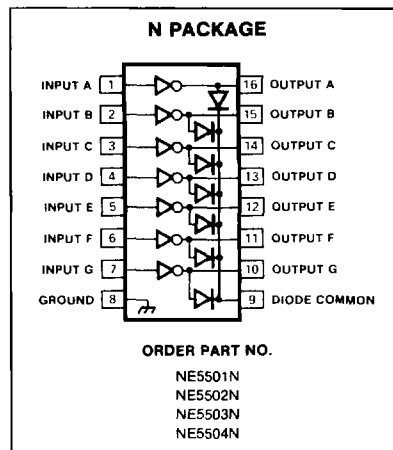 N PACKAGE
INPUT A 1 16 OUTPUT A
INPUT B 2 15 OUTPUT B
INPUT C 3 14 OUTPUT C
INPUT D 4 13 OUTPUT D
INPUT E 5 12 OUTPUT E
INPUT F 6 11 OUTPUT F
INPUT G 7 10 OUTPUT G
GROUND 8 9 DIODE COMMON
ORDER PART NO.
NE5501N
NE5502N
NE5503N
NE5504N